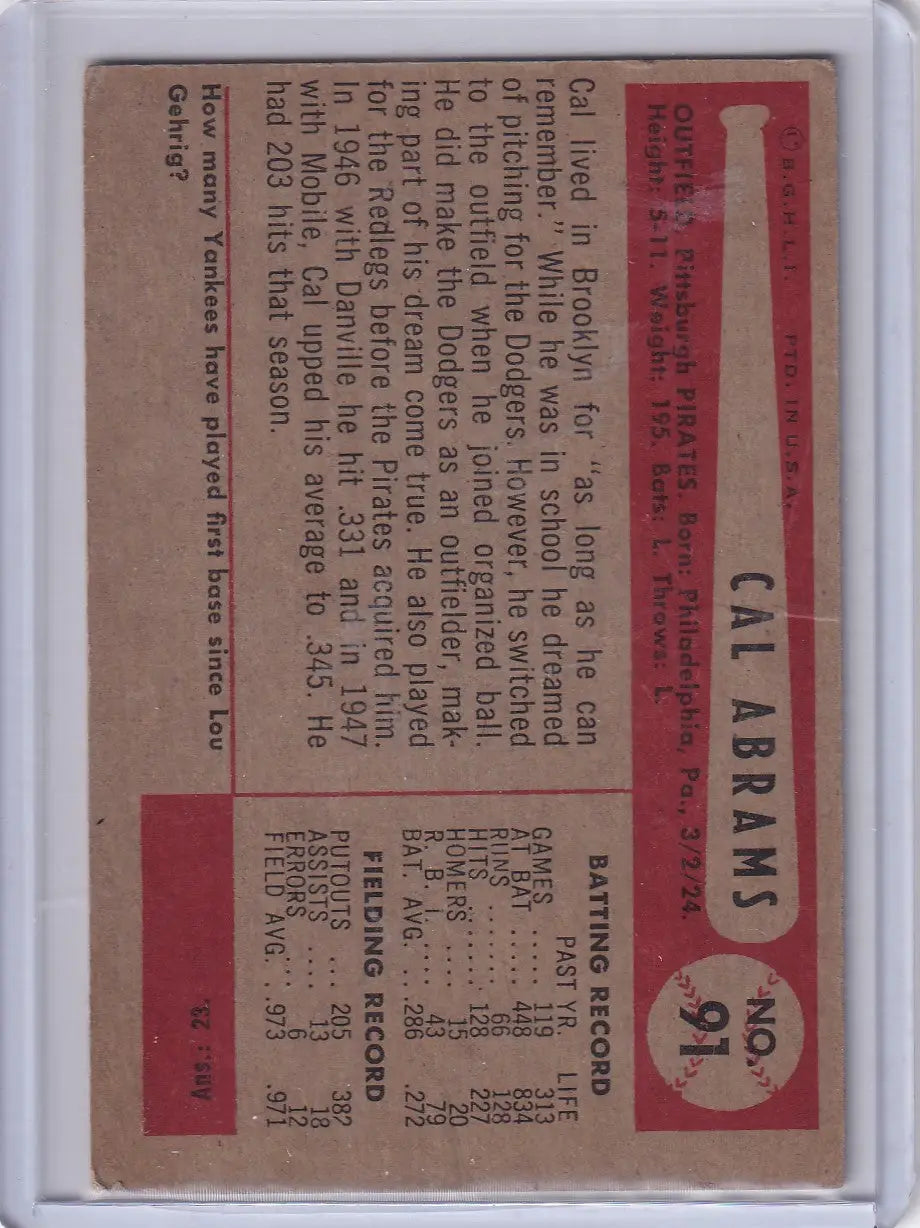 Ⓒ B.G.H.L.I. PTD. IN U.S.A.
CAL ABRAMS
NO.
91
OUTFIELD, Pittsburgh PIRATES. Born: Philadelphia, Pa., 3/2/24.
Height: 5-11. Weight: 195. Bats: L. Throws: L.
Cal lived in Brooklyn for "as long as he can
remember." While he was in school he dreamed
of pitching for the Dodgers. However, he switched
to the outfield when he joined organized ball.
He did make the Dodgers as an outfielder, mak-
ing part of his dream come true. He also played
for the Redlegs before the Pirates acquired him.
In 1946 with Danville he hit .331 and in 1947
with Mobile, Cal upped his average to .345. He
had 203 hits that season.
BATTING RECORD
PAST YR. LIFE
GAMES ..... 119 313
AT BAT ..... 448 834
RUNS ...... 66 128
HITS ...... 128 227
HOMERS .... 15 20
R. B. I. ..... 43 79
BAT. AVG. .. .286 .272
FIELDING RECORD
PUTOUTS ... 205 382
ASSISTS .... 13 18
ERRORS .... 6 12
FIELD AVG. .. .973 .971
How many Yankees have played first base since Lou
Gehrig?
Ans.: 23.